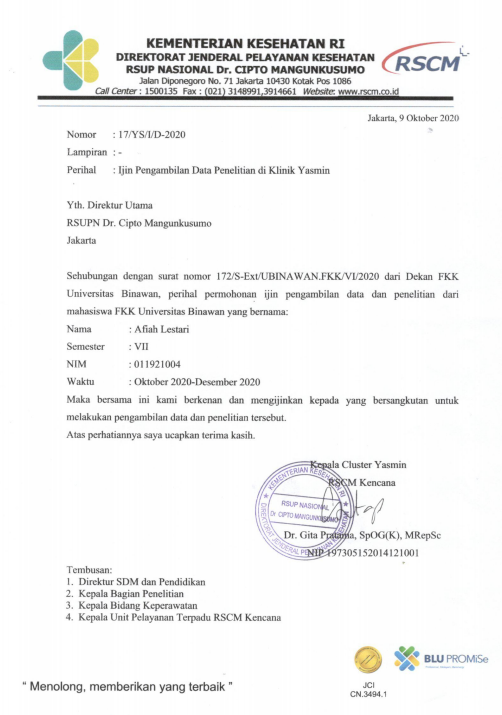 KEMENTERIAN KESEHATAN RI
DIREKTORAT JENDERAL PELAYANAN KESEHATAN
RSUP NASIONAL Dr. CIPTO MANGUNKUSUMO
Jalan Diponegoro No. 71 Jakarta 10430 Kotak Pos 1086
Call Center : 1500135 Fax : (021) 3148991,3914661 Website: www.rscm.co.id
RSCM
Jakarta, 9 Oktober 2020
Nomor : 17/YS/I/D-2020
Lampiran : -
Perihal : Ijin Pengambilan Data Penelitian di Klinik Yasmin
Yth. Direktur Utama
RSUPN Dr. Cipto Mangunkusumo
Jakarta
Sehubungan dengan surat nomor 172/S-Ext/UBINAWAN.FKK/VI/2020 dari Dekan FKK
Universitas Binawan, perihal permohonan ijin pengambilan data dan penelitian dari
mahasiswa FKK Universitas Binawan yang bernama:
Nama : Afiah Lestari
Semester : VII
NIM : 011921004
Waktu : Oktober 2020-Desember 2020
Maka bersama ini kami berkenan dan mengijinkan kepada yang bersangkutan untuk
melakukan pengambilan data dan penelitian tersebut.
Atas perhatiannya saya ucapkan terima kasih.
Kepala Cluster Yasmin
RSCM Kencana
KEMENTERIAN KESEHATAN RI
RSUP NASIONAL
Dr. CIPTO MANGUNKUSUMO
DIREKTORAT JENDERAL PELAYANAN KESEHATAN
Dr. Gita Pratama, SpOG(K), MRepSc
NIP 197305152014121001
Tembusan:
1. Direktur SDM dan Pendidikan
2. Kepala Bagian Penelitian
3. Kepala Bidang Keperawatan
4. Kepala Unit Pelayanan Terpadu RSCM Kencana
BLU PROMiSe
" Menolong, memberikan yang terbaik "
JCI
CN.3494.1